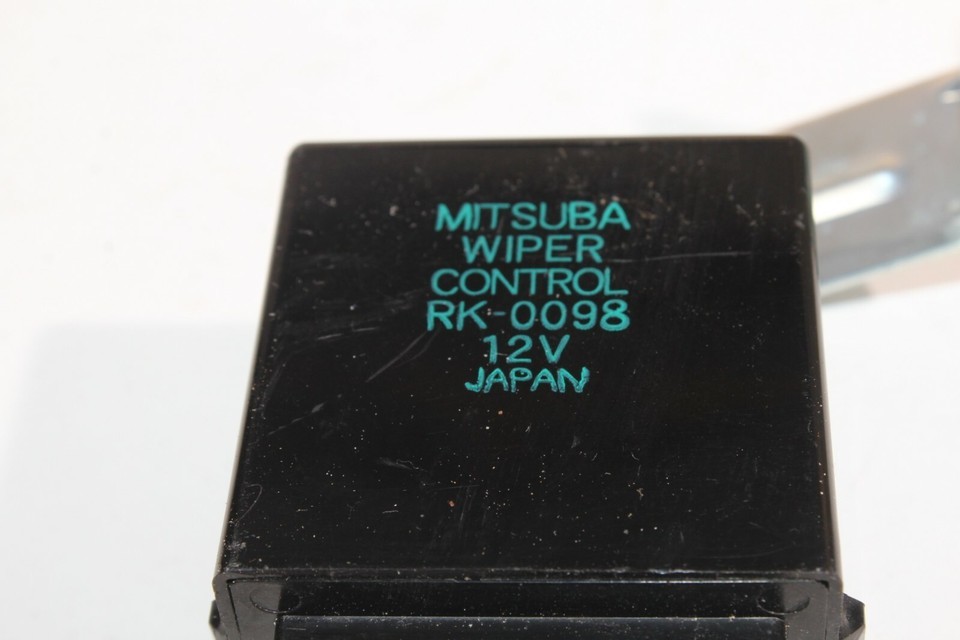 MITSUBA
WIPER
CONTROL
RK-0098
12V
JAPAN